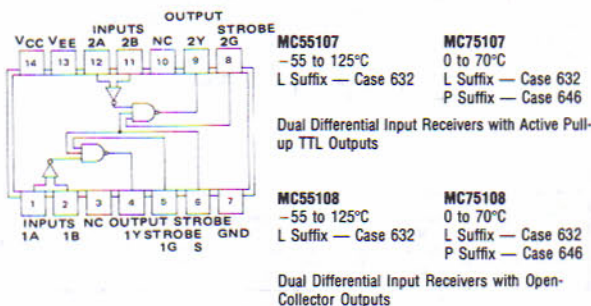 OUTPUT
INPUTS STROBE
VCC VEE 2A 2B NC 2Y 2G
14 13 12 11 10 9 8
1 2 3 4 5 6 7
INPUTS NC OUTPUT STROBE GND
1A 1B 1Y STROBE S
1G
MC55107
−55 to 125°C
L Suffix — Case 632
MC75107
0 to 70°C
L Suffix — Case 632
P Suffix — Case 646
Dual Differential Input Receivers with Active Pull-
up TTL Outputs
MC55108
−55 to 125°C
L Suffix — Case 632
MC75108
0 to 70°C
L Suffix — Case 632
P Suffix — Case 646
Dual Differential Input Receivers with Open-
Collector Outputs